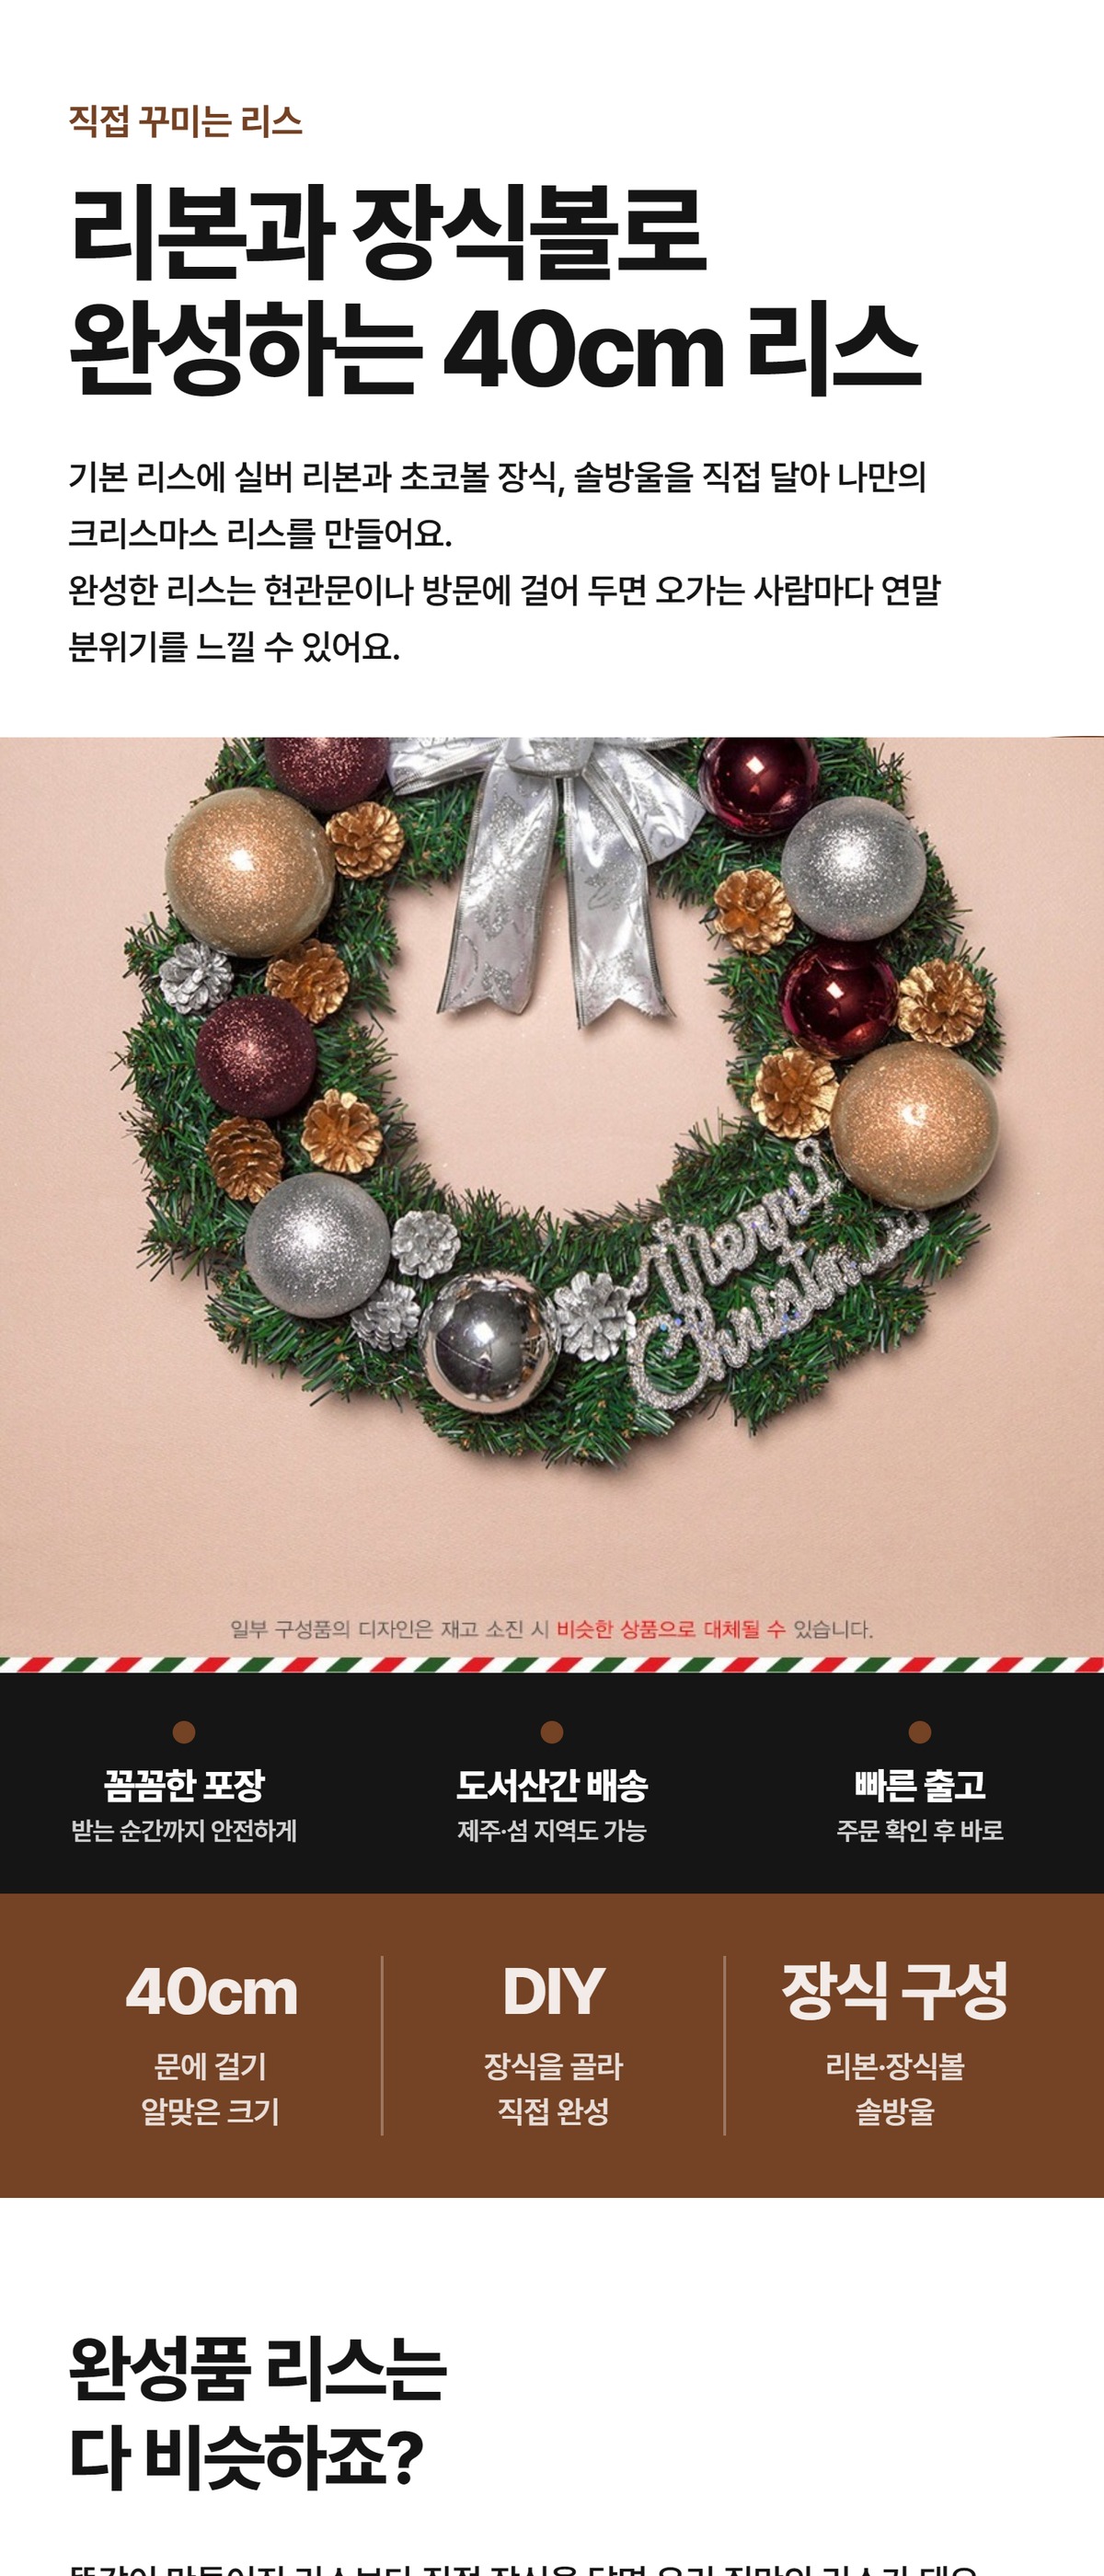 직접 꾸미는 리스
리본과 장식볼로
완성하는 40cm 리스
기본 리스에 실버 리본과 초코볼 장식, 솔방울을 직접 달아 나만의
크리스마스 리스를 만들어요.
완성한 리스는 현관문이나 방문에 걸어 두면 오가는 사람마다 연말
분위기를 느낄 수 있어요.
Merry
Christmas
일부 구성품의 디자인은 재고 소진 시 비슷한 상품으로 대체될 수 있습니다.
꼼꼼한 포장
받는 순간까지 안전하게
도서산간 배송
제주·섬 지역도 가능
빠른 출고
주문 확인 후 바로
40cm
문에 걸기
알맞은 크기
DIY
장식을 골라
직접 완성
장식 구성
리본·장식볼
솔방울
완성품 리스는
다 비슷하죠?